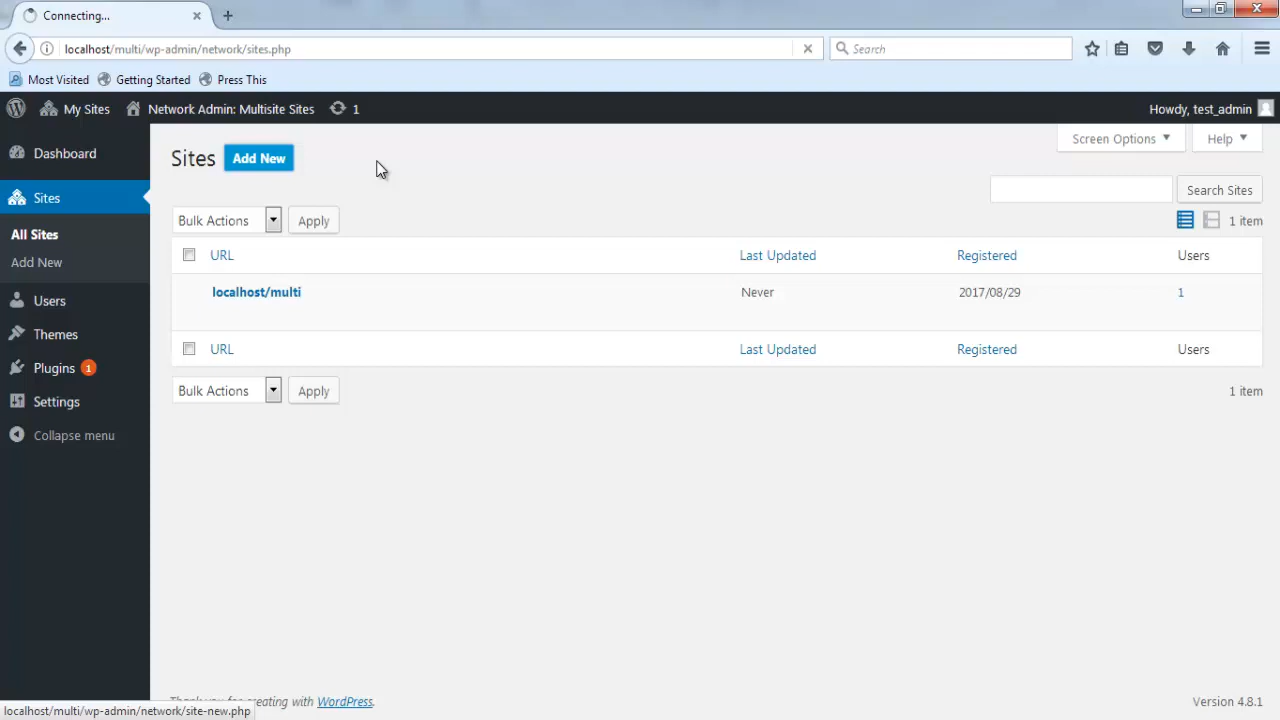 Connecting...
localhost/multi/wp-admin/network/sites.php
Search
Most Visited Getting Started Press This
My Sites Network Admin: Multisite Sites 1 Howdy, test_admin
Screen Options Help
Dashboard
Sites
All Sites
Add New
Users
Themes
Plugins 1
Settings
Collapse menu
Sites Add New
Search Sites
Bulk Actions Apply 1 item
URL Last Updated Registered Users
localhost/multi Never 2017/08/29 1
URL Last Updated Registered Users
Bulk Actions Apply 1 item
Thank you for creating with WordPress. Version 4.8.1
localhost/multi/wp-admin/network/site-new.php